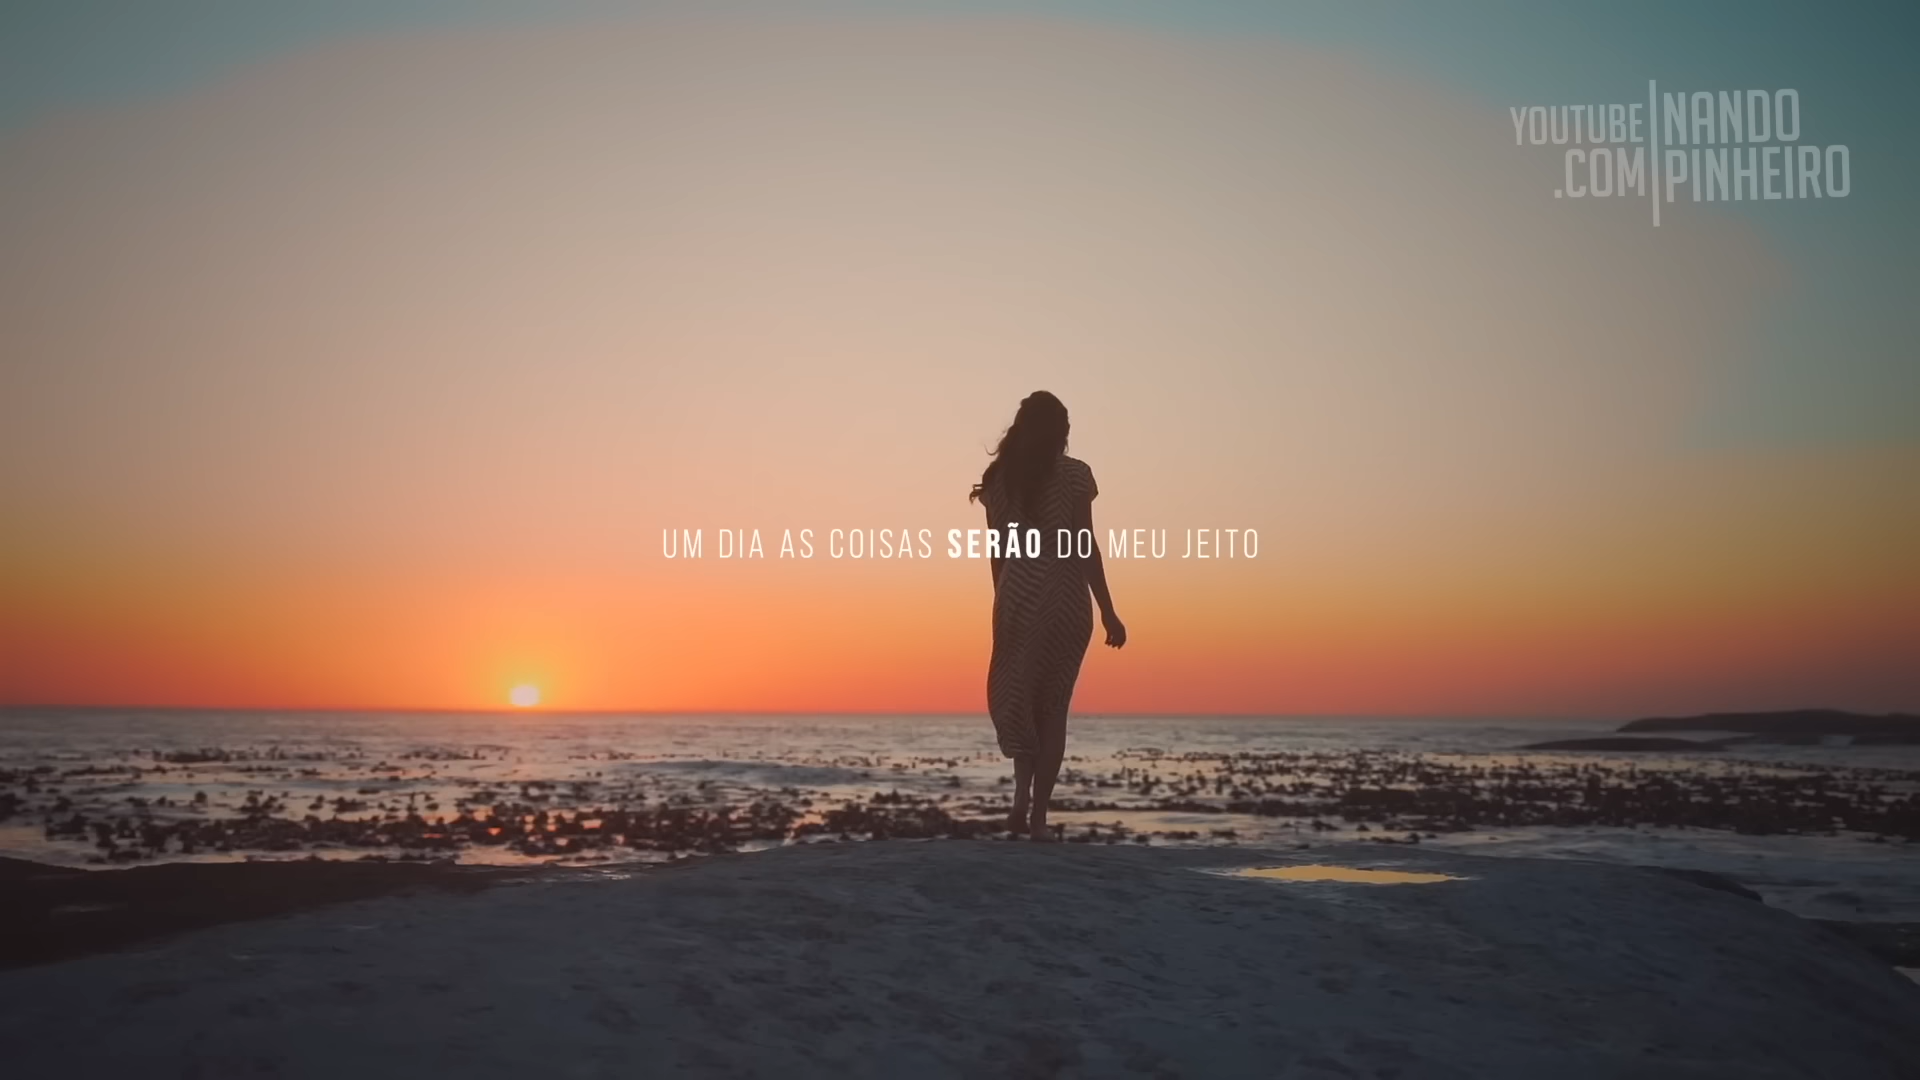 YOUTUBE
.COM
NANDO
PINHEIRO
UM DIA AS COISAS SERÃO DO MEU JEITO